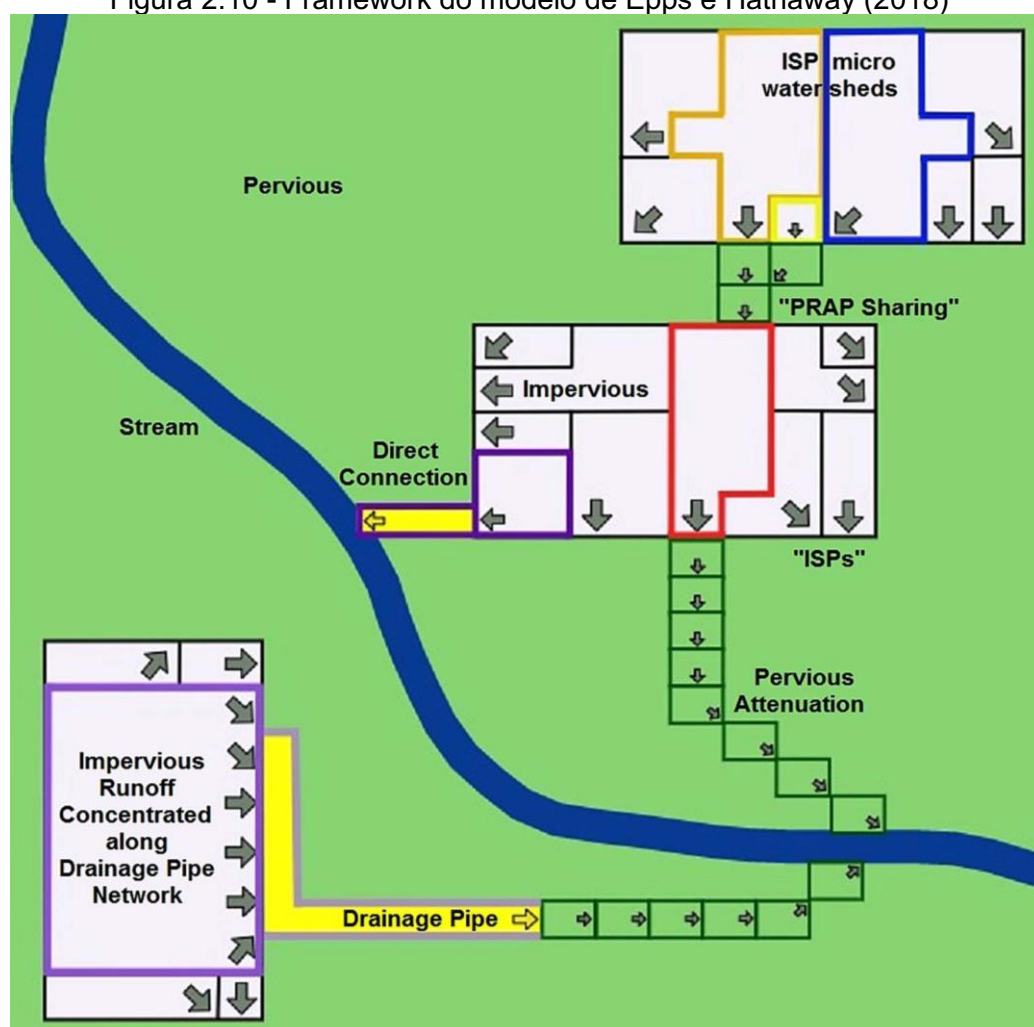 Figura 2.10 - Framework do modelo de Epps e Hathaway (2018)
ISP micro
watersheds
Pervious
"PRAP Sharing"
Impervious
Stream
Direct
Connection
"ISPs"
Pervious
Attenuation
Impervious
Runoff
Concentrated
along
Drainage Pipe
Network
Drainage Pipe